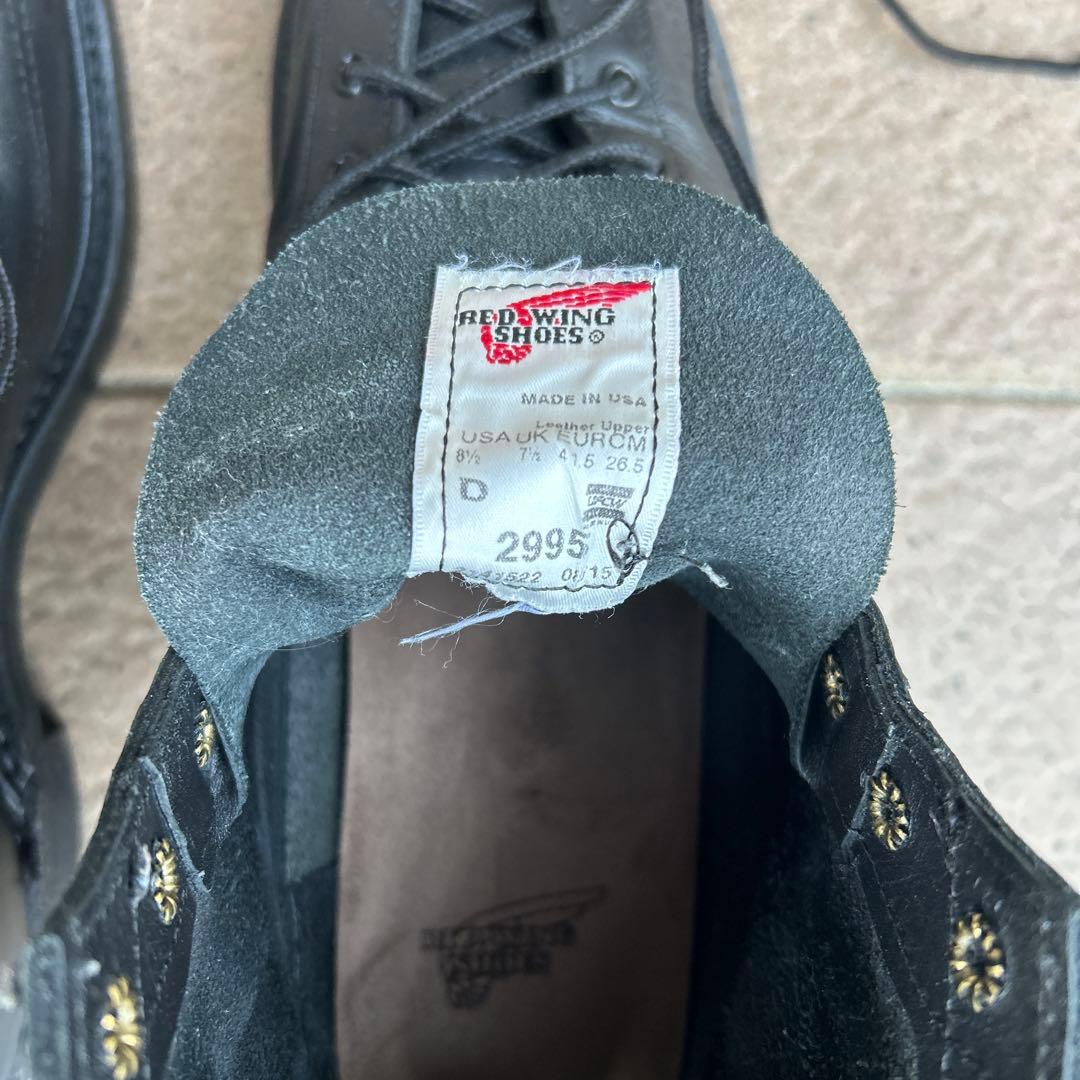 RED WING
SHOES ®
MADE IN USA
Leather Upper
USA UK EUR CM
8½ 7½ 41.5 26.5
D
2995
08/15
RED WING
SHOES